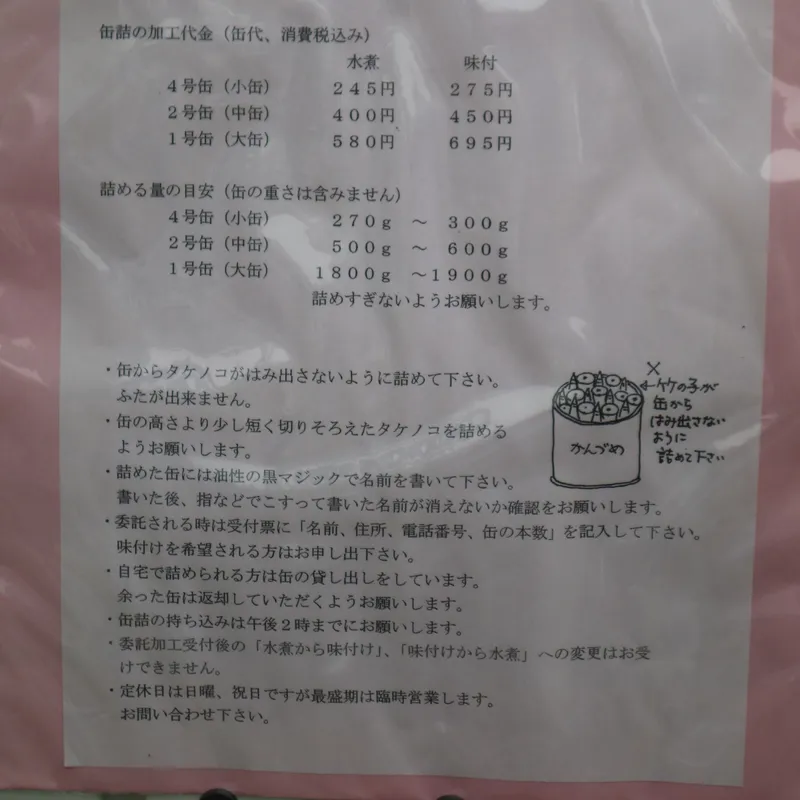 缶詰の加工代金（缶代、消費税込み）
水煮　味付
４号缶（小缶）　２４５円　２７５円
２号缶（中缶）　４００円　４５０円
１号缶（大缶）　５８０円　６９５円
詰める量の目安（缶の重さは含みません）
４号缶（小缶）　２７０ｇ　～　３００ｇ
２号缶（中缶）　５００ｇ　～　６００ｇ
１号缶（大缶）　１８００ｇ　～１９００ｇ
詰めすぎないようお願いします。
・缶からタケノコがはみ出さないように詰めて下さい。
ふたが出来ません。
・缶の高さより少し短く切りそろえたタケノコを詰める
ようお願いします。
×
←竹の子が
缶から
はみ出さない
ように
詰めて下さい
かんづめ
・詰めた缶には油性の黒マジックで名前を書いて下さい。
書いた後、指などでこすって書いた名前が消えないか確認をお願いします。
・委託される時は受付票に「名前、住所、電話番号、缶の本数」を記入して下さい。
味付けを希望される方はお申し出下さい。
・自宅で詰められる方は缶の貸し出しをしています。
余った缶は返却していただくようお願いします。
・缶詰の持ち込みは午後２時までにお願いします。
・委託加工受付後の「水煮から味付け」、「味付けから水煮」への変更はお受
けできません。
・定休日は日曜、祝日ですが最盛期は臨時営業します。
お問い合わせ下さい。